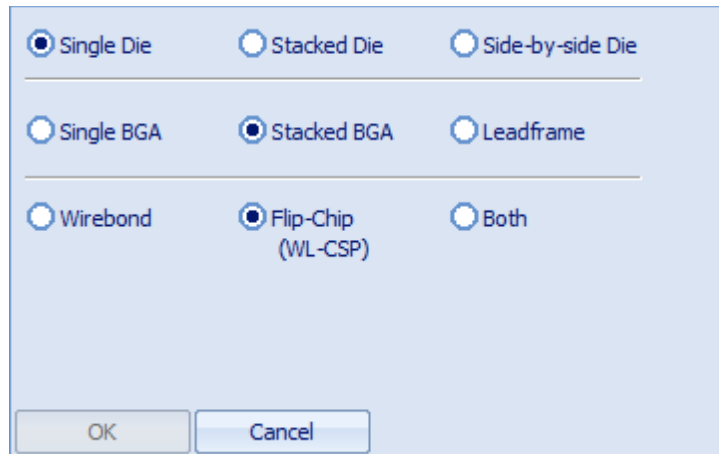 Single Die Stacked Die Side-by-side Die
Single BGA Stacked BGA Leadframe
Wirebond Flip-Chip Both
(WL-CSP)
OK Cancel